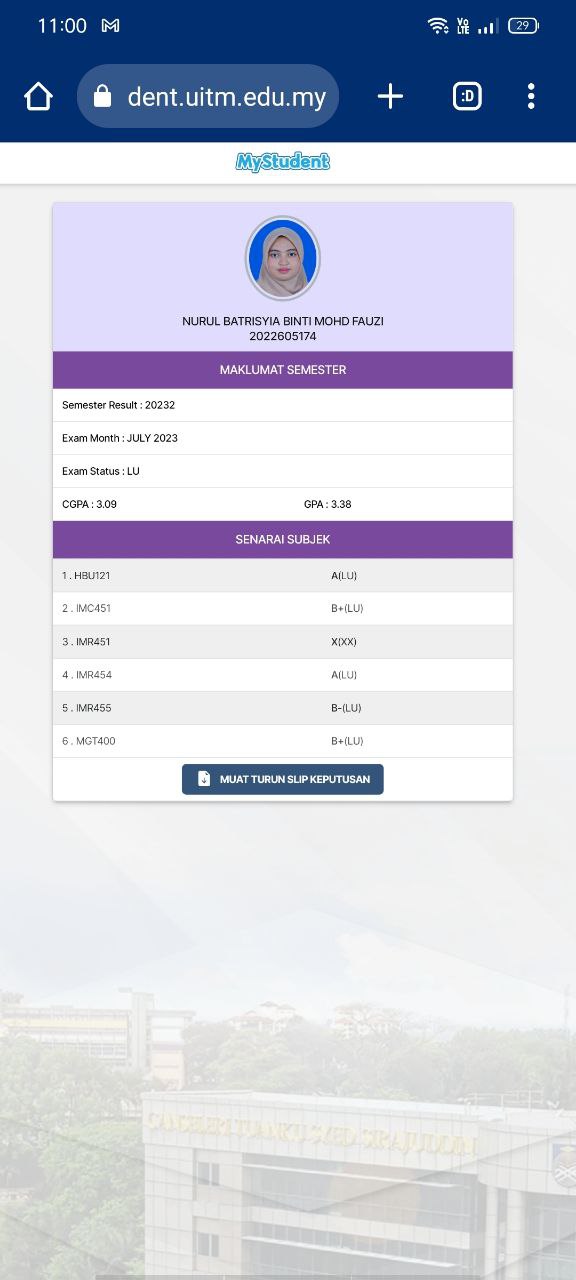 11:00
Vo
LTE
29
dent.uitm.edu.my
:D
MyStudent
NURUL BATRISYIA BINTI MOHD FAUZI
2022605174
MAKLUMAT SEMESTER
Semester Result : 20232
Exam Month : JULY 2023
Exam Status : LU
CGPA : 3.09 GPA : 3.38
SENARAI SUBJEK
1 . HBU121 A(LU)
2 . IMC451 B+(LU)
3 . IMR451 X(XX)
4 . IMR454 A(LU)
5 . IMR455 B-(LU)
6 . MGT400 B+(LU)
MUAT TURUN SLIP KEPUTUSAN
CANSELERI TUANKU SYED SIRAJUDDIN